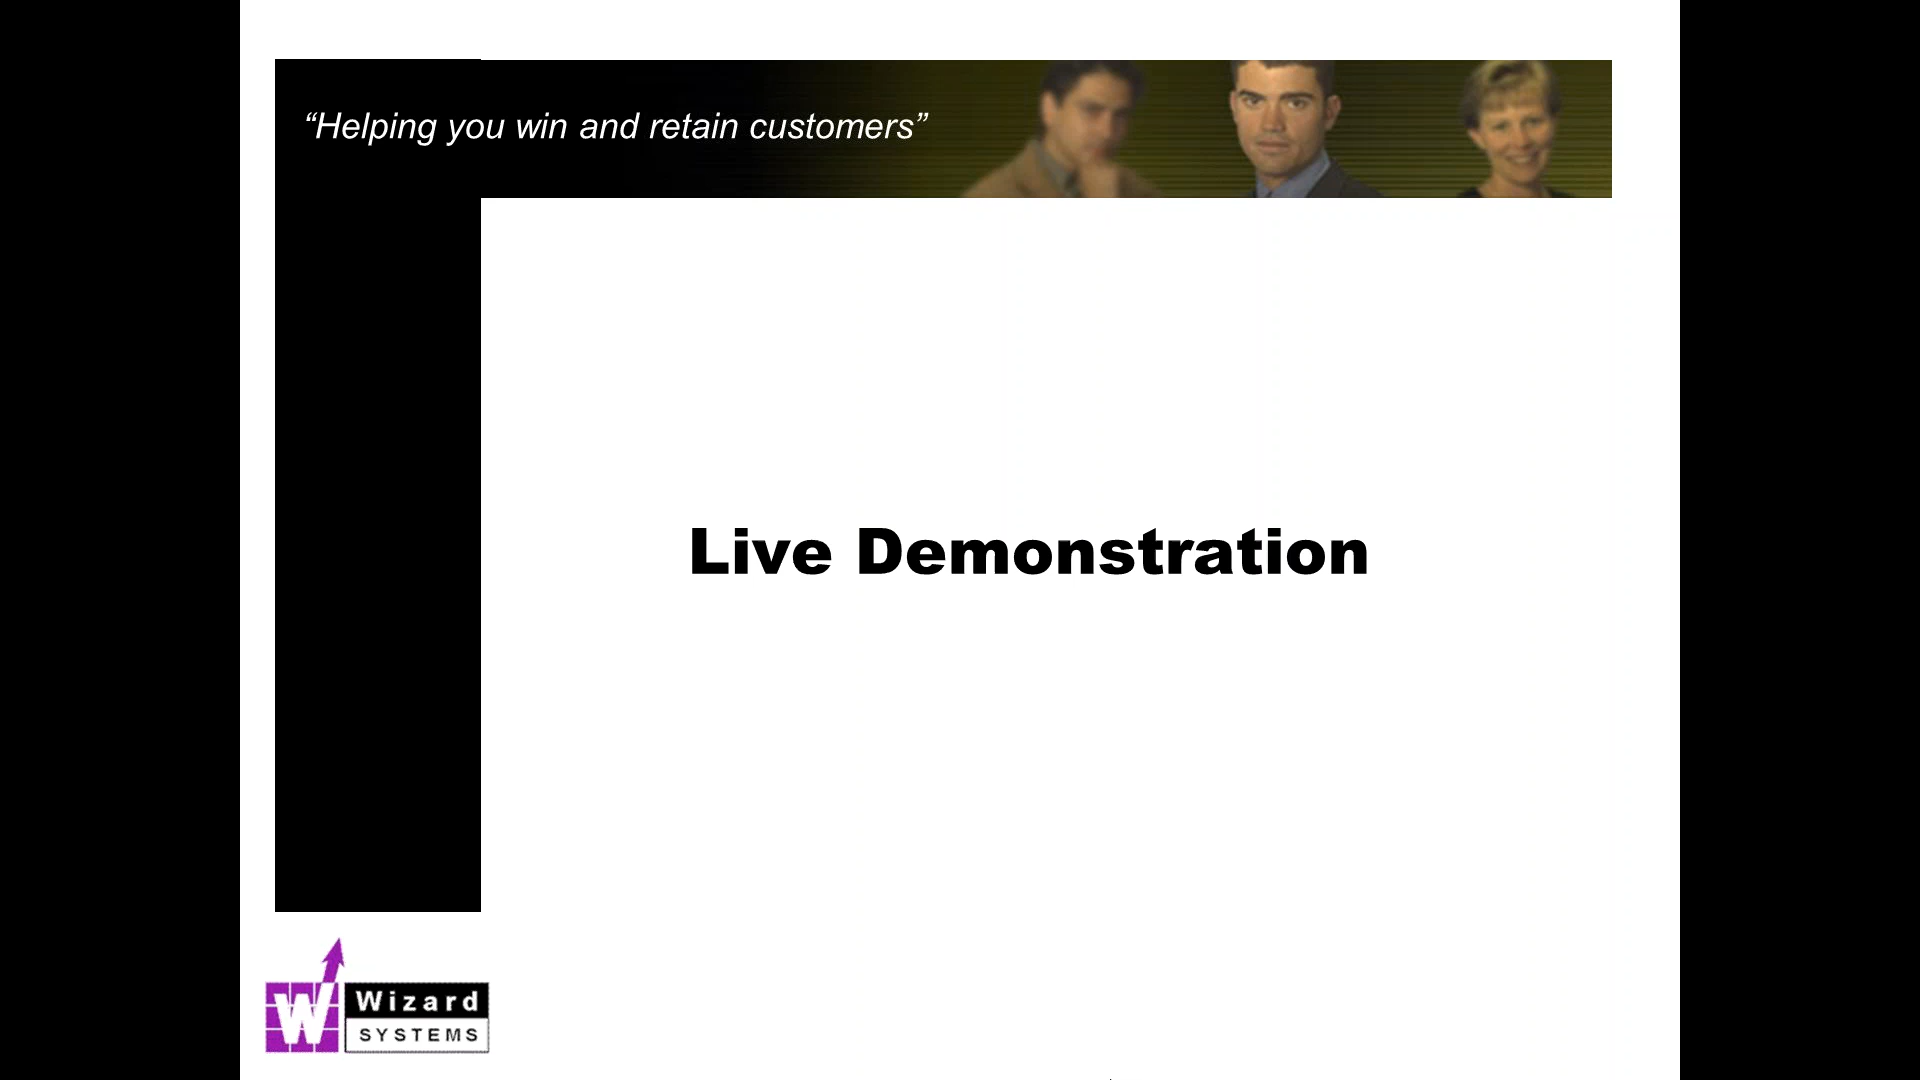 “Helping you win and retain customers”
Live Demonstration
W
Wizard
SYSTEMS